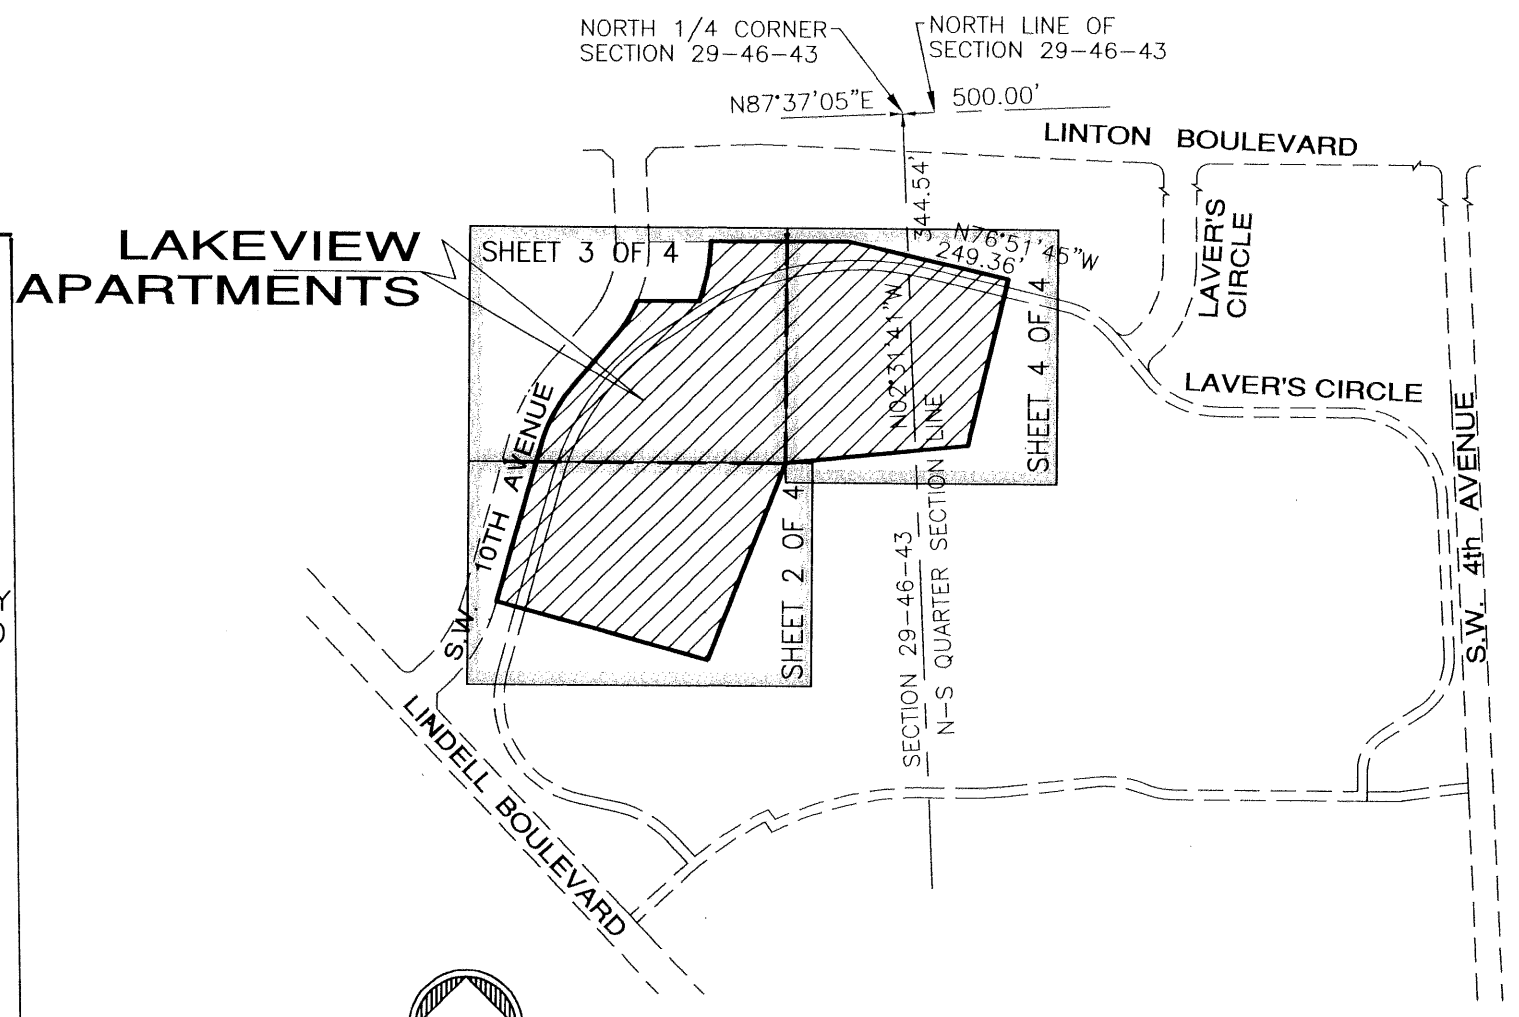 NORTH 1/4 CORNER
SECTION 29-46-43
NORTH LINE OF
SECTION 29-46-43
N87°37'05"E
500.00'
LINTON BOULEVARD
344.54'
LAKEVIEW
APARTMENTS
SHEET 3 OF 4
N76°51'45"W
249.36'
LAVER'S
CIRCLE
SHEET 4 OF 4
N02°31'41"W
LAVER'S CIRCLE
S.W. 10TH AVENUE
SHEET 2 OF 4
SECTION 29-46-43
N-S QUARTER SECTION LINE
S.W. 4th AVENUE
LINDELL BOULEVARD
Y